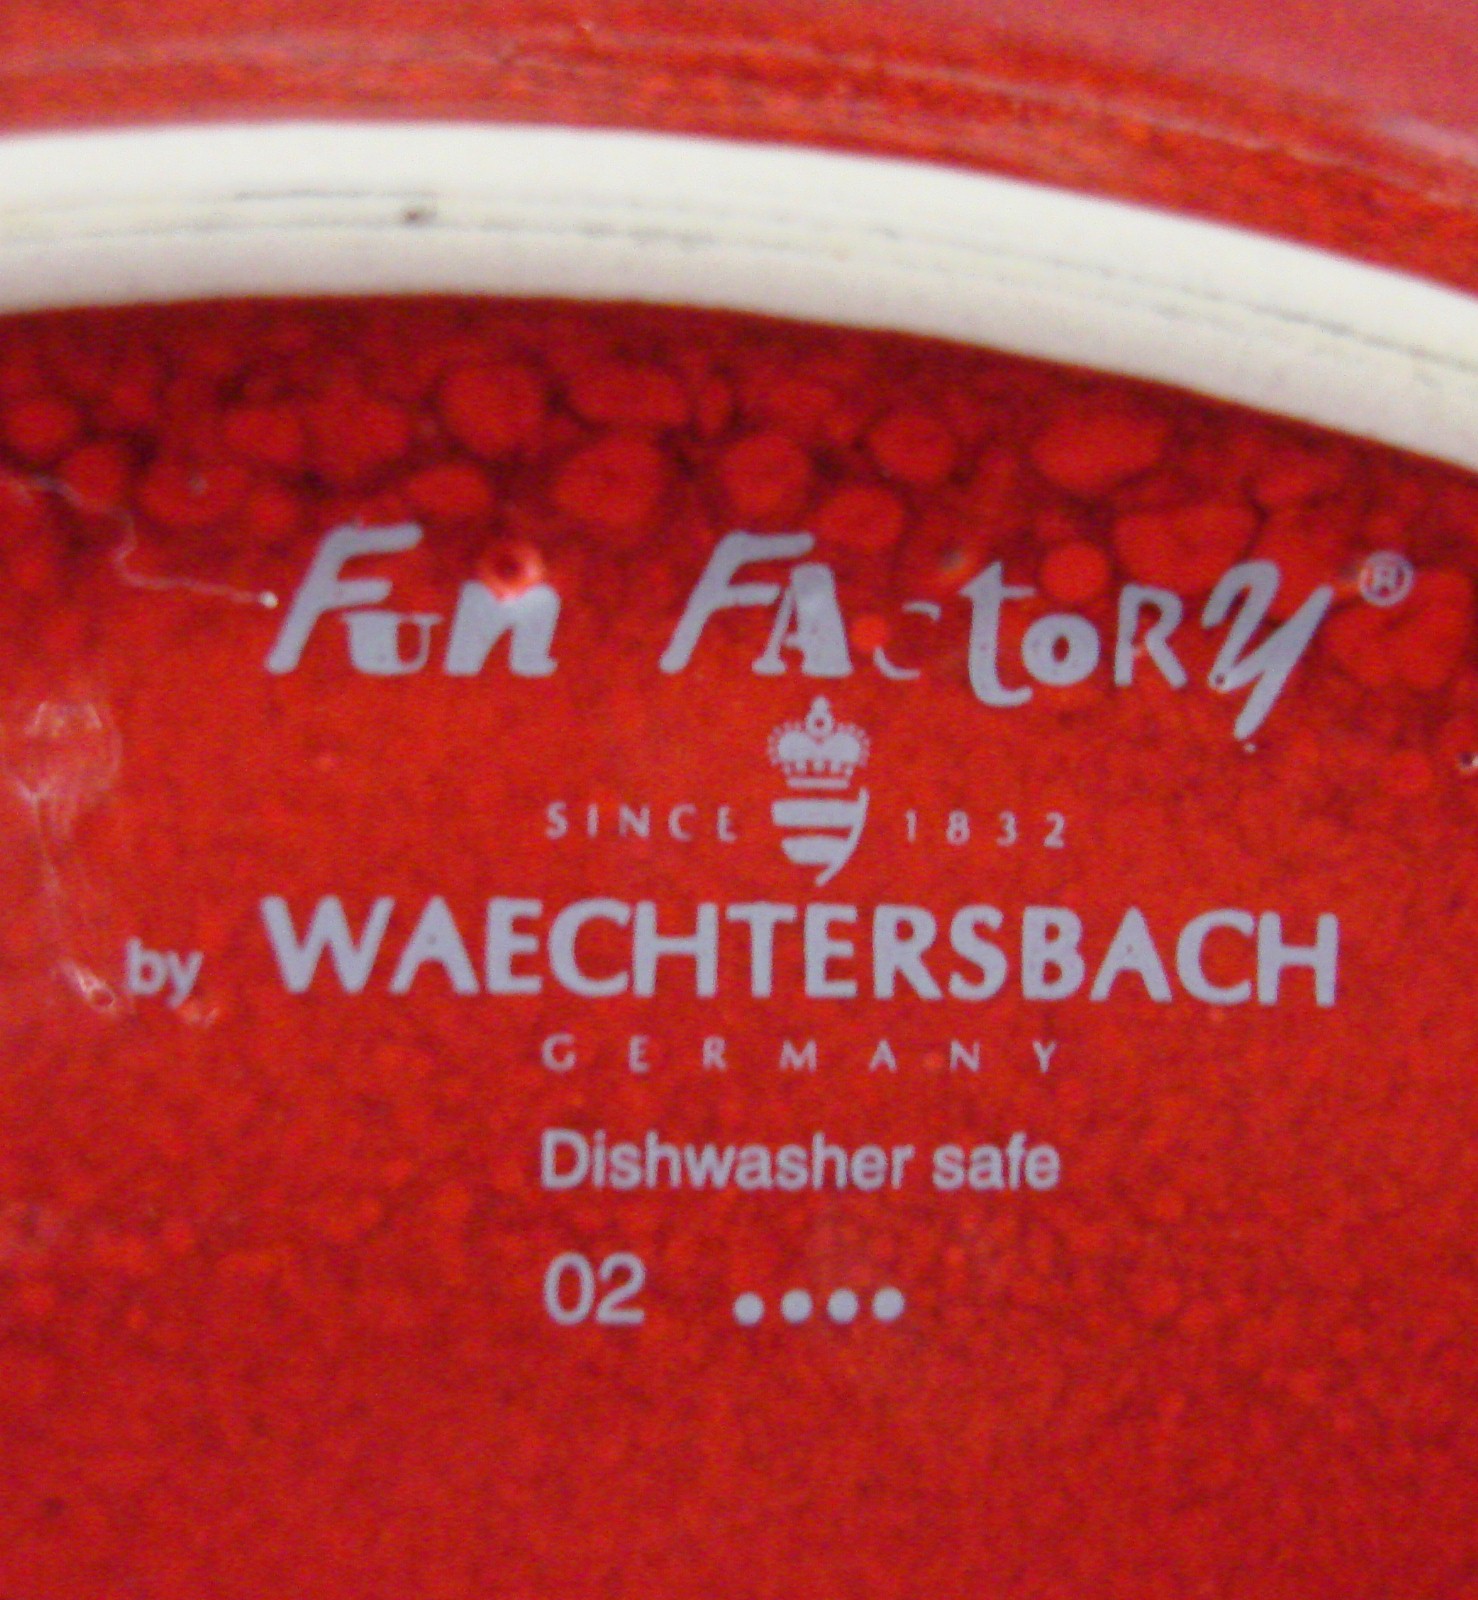 Fun Factory®
SINCE 1832
by WAECHTERSBACH
GERMANY
Dishwasher safe
02 ••••